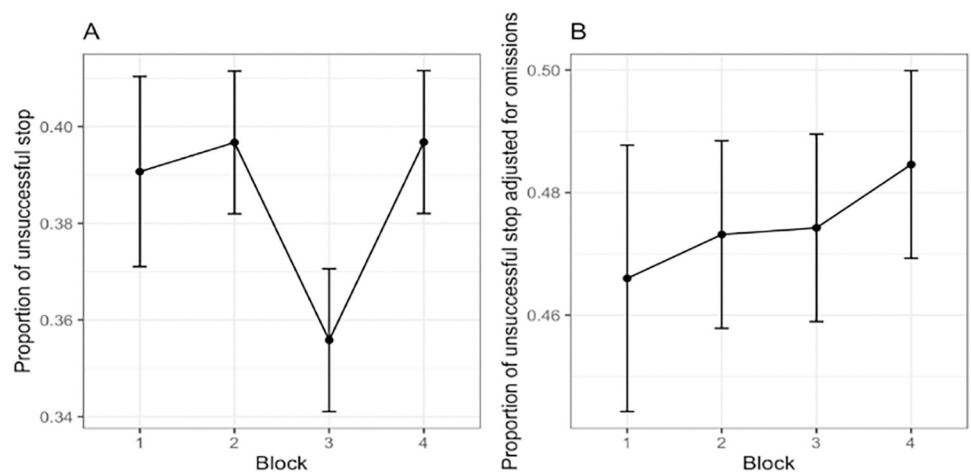 A
Proportion of unsuccessful stop
0.40
0.38
0.36
0.34
1 2 3 4
Block
B
Proportion of unsuccessful stop adjusted for omissions
0.50
0.48
0.46
1 2 3 4
Block